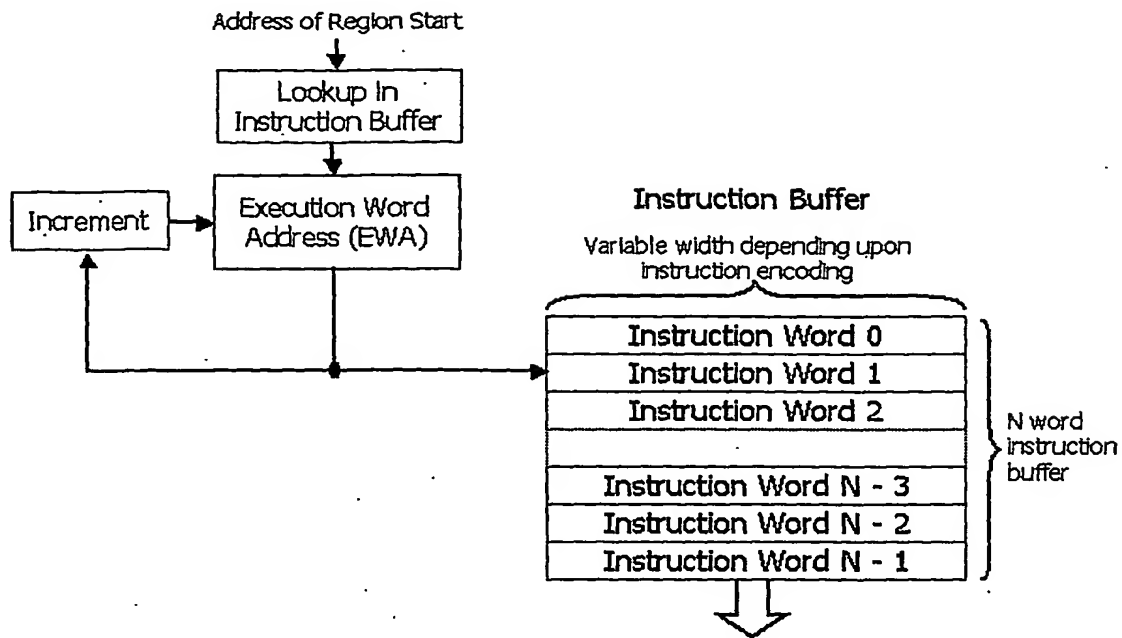 Address of Region Start
Lookup In
Instruction Buffer
Increment
Execution Word
Address (EWA)
Instruction Buffer
Variable width depending upon
instruction encoding
Instruction Word 0
Instruction Word 1
Instruction Word 2
Instruction Word N - 3
Instruction Word N - 2
Instruction Word N - 1
N word
instruction
buffer